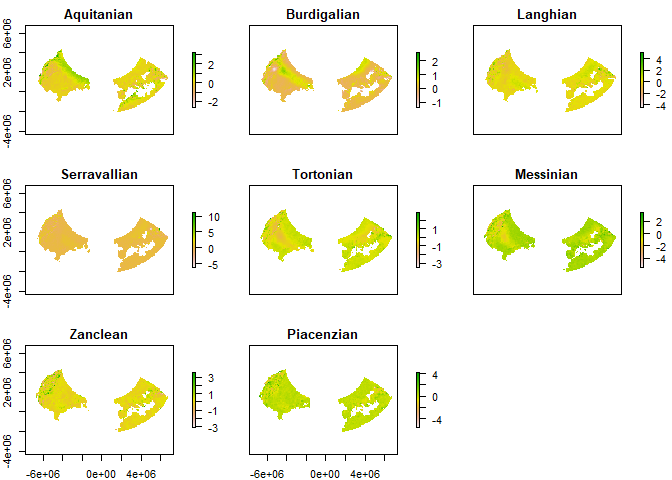 Aquitanian Burdigalian Langhian
6e+06 2e+06 -4e+06
2 0 -2
2 1 0 -1
4 2 0 -2 -4
Serravallian Tortonian Messinian
6e+06 2e+06 -4e+06
10 5 0 -5
1 -1 -3
2 0 -2 -4
Zanclean Piacenzian
6e+06 2e+06 -4e+06
3 1 -1 -3
4 2 0 -2 -4
-6e+06 0e+00 4e+06 -6e+06 0e+00 4e+06